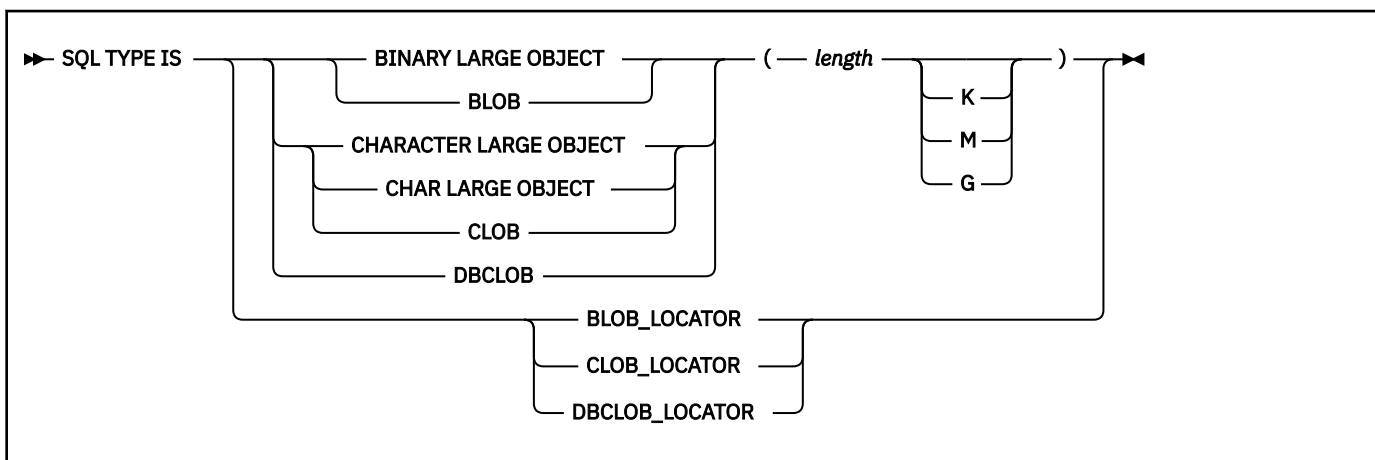 SQL TYPE IS BINARY LARGE OBJECT ( length )
BLOB K
CHARACTER LARGE OBJECT M
CHAR LARGE OBJECT G
CLOB
DBCLOB
BLOB_LOCATOR
CLOB_LOCATOR
DBCLOB_LOCATOR